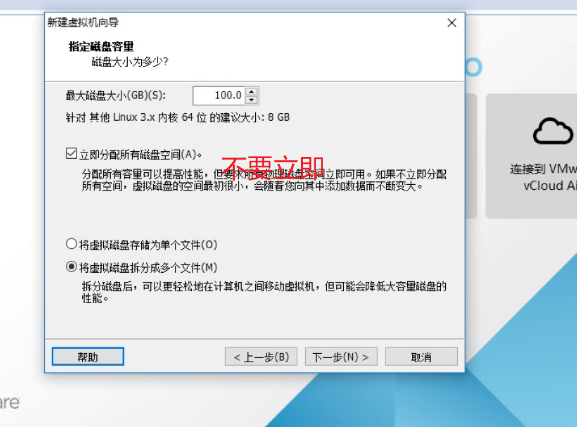 新建虚拟机向导
指定磁盘容量
磁盘大小为多少?
最大磁盘大小(GB)(S): 100.0
针对 其他 Linux 3.x 内核 64 位 的建议大小: 8 GB
立即分配所有磁盘空间(A)。
不要立即
分配所有容量可以提高性能，但要求所有物理磁盘空间立即可用。如果不立即分配
所有空间，虚拟磁盘的空间最初很小，会随着您向其中添加数据而不断变大。
将虚拟磁盘存储为单个文件(O)
将虚拟磁盘拆分成多个文件(M)
拆分磁盘后，可以更轻松地在计算机之间移动虚拟机，但可能会降低大容量磁盘的
性能。
帮助 < 上一步(B) 下一步(N) > 取消
连接到 VMw
vCloud Ai
are